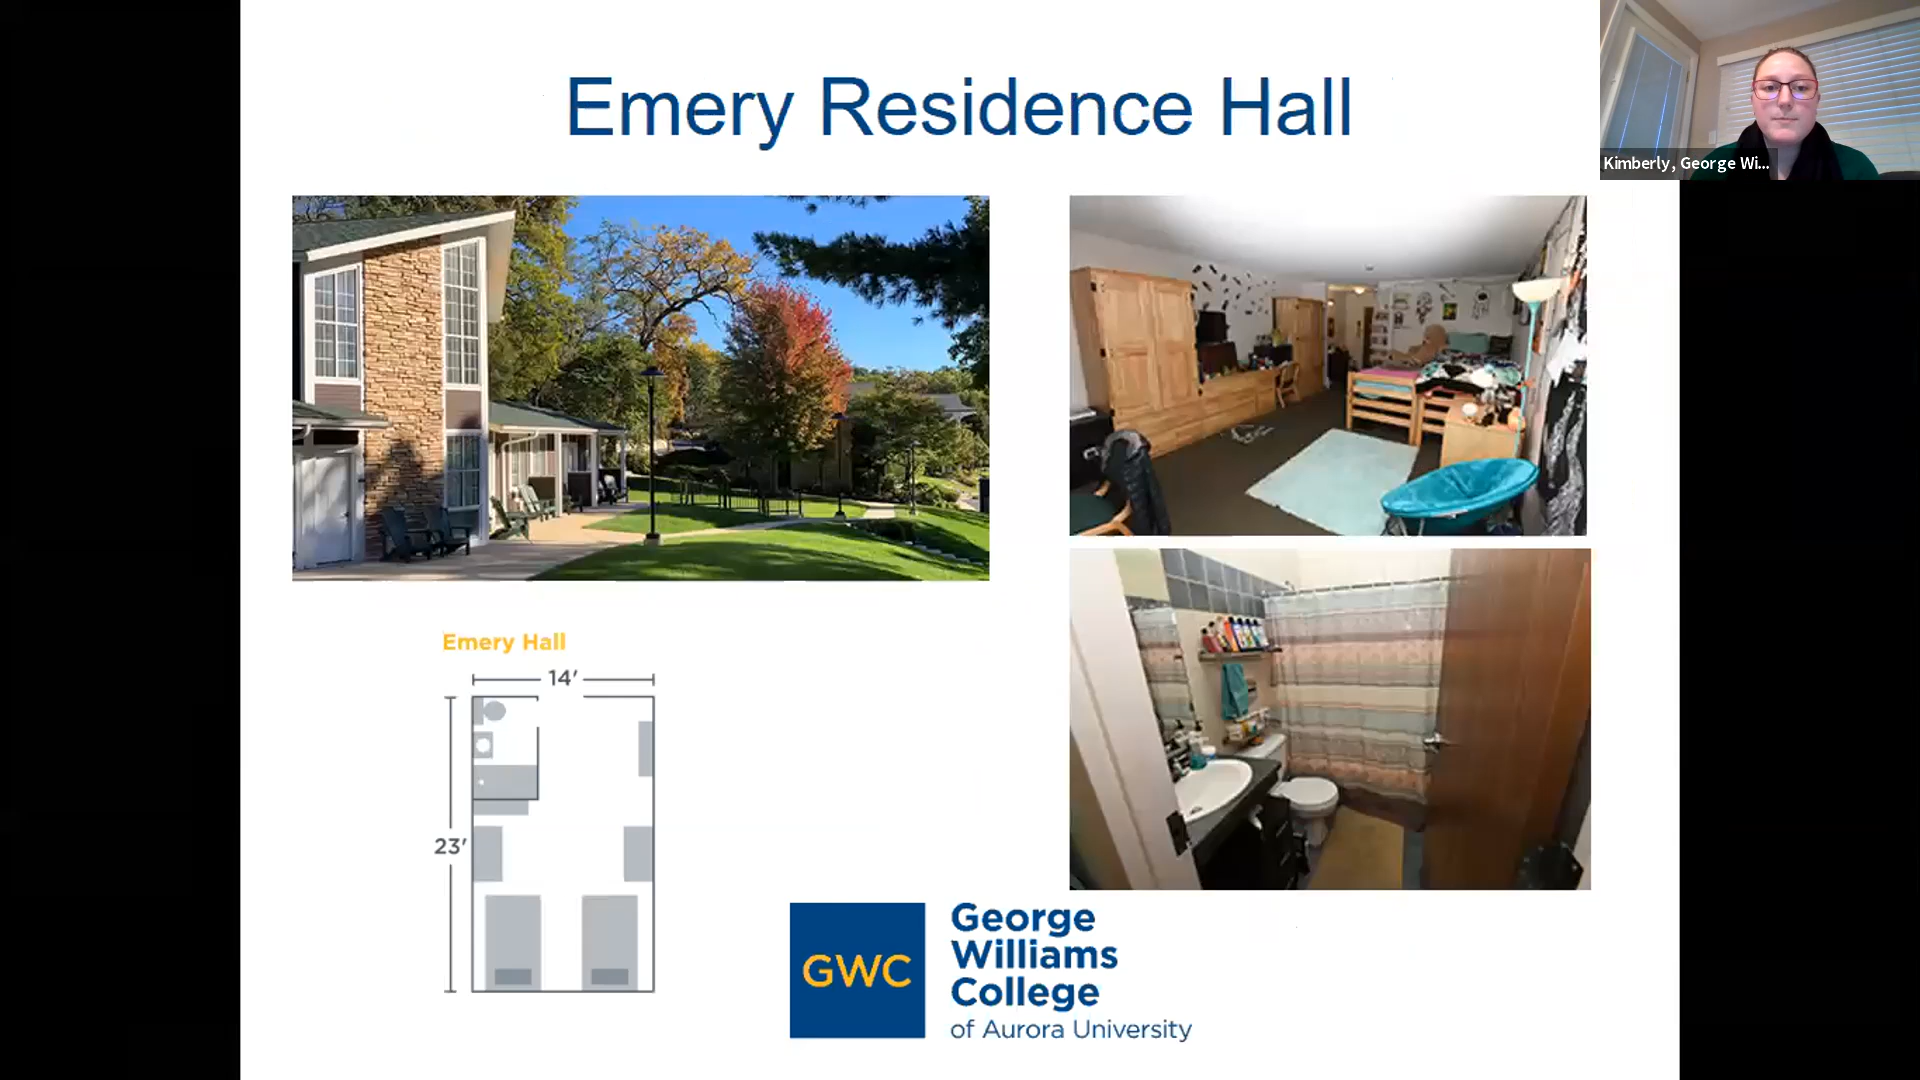 Emery Residence Hall
Kimberly, George Wi...
Emery Hall
14'
23'
GWC
George
Williams
College
of Aurora University